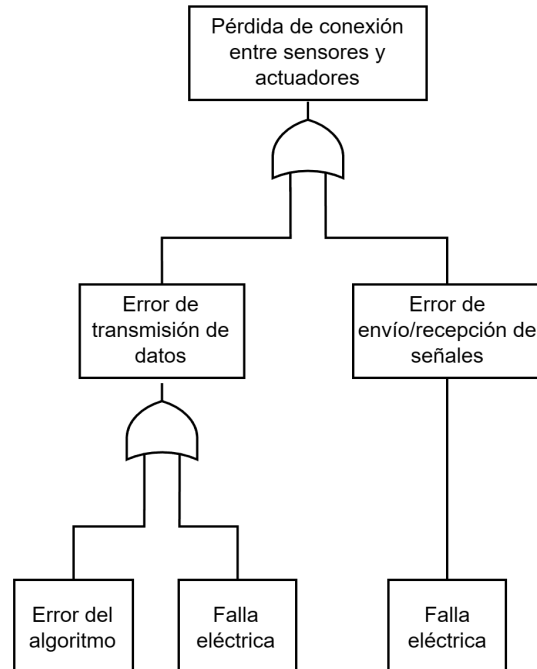 Pérdida de conexión
entre sensores y
actuadores
Error de
transmisión de
datos
Error de
envío/recepción de
señales
Error del
algoritmo
Falla
eléctrica
Falla
eléctrica